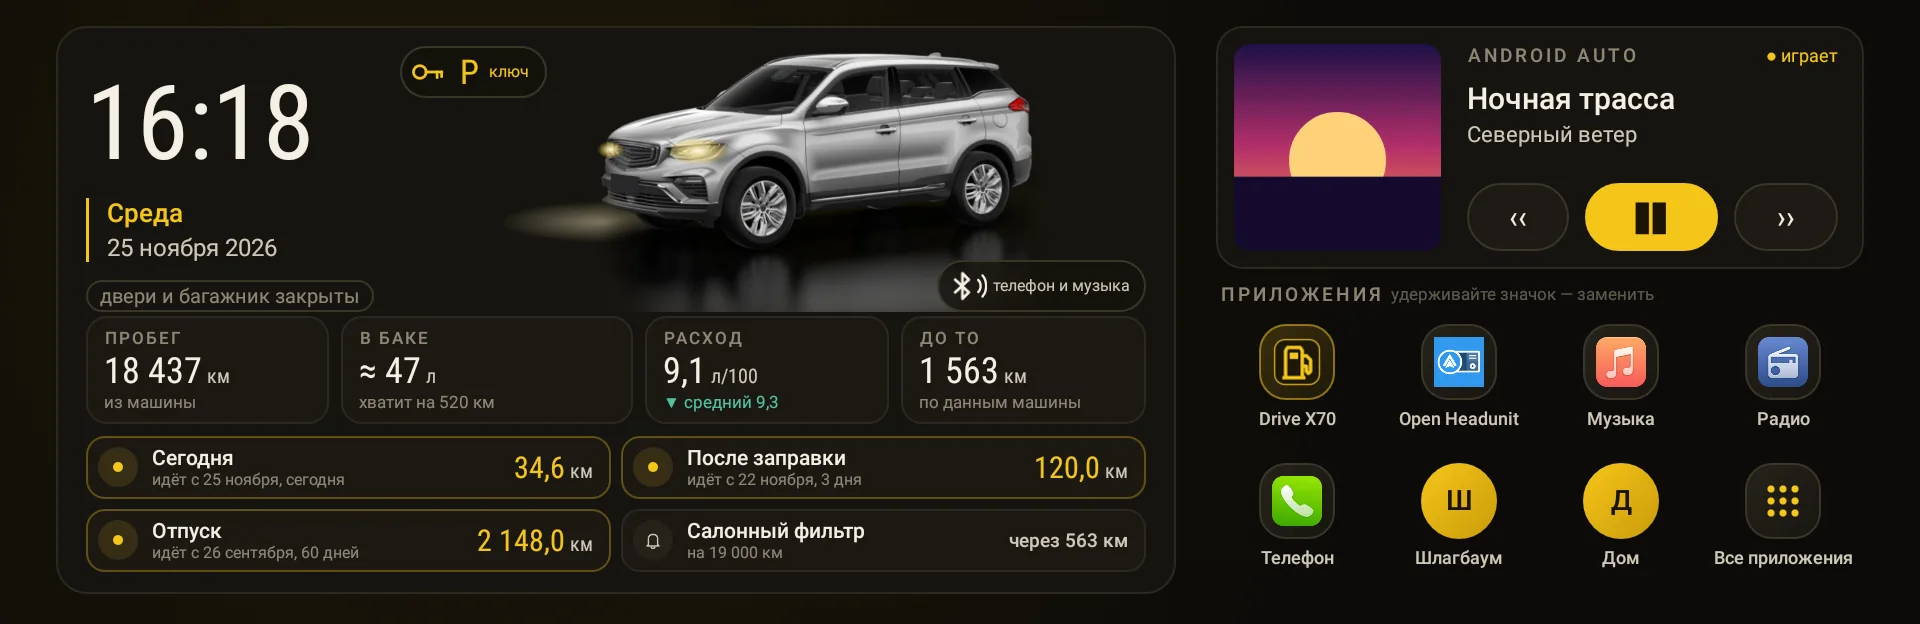 16:18
P ключ
Среда
25 ноября 2026
двери и багажник закрыты
телефон и музыка
ПРОБЕГ
18 437 км
из машины
В БАКЕ
≈ 47 л
хватит на 520 км
РАСХОД
9,1 л/100
▼ средний 9,3
ДО ТО
1 563 км
по данным машины
Сегодня
идёт с 25 ноября, сегодня
34,6 км
После заправки
идёт с 22 ноября, 3 дня
120,0 км
Отпуск
идёт с 26 сентября, 60 дней
2 148,0 км
Салонный фильтр
на 19 000 км
через 563 км
ANDROID AUTO
● играет
Ночная трасса
Северный ветер
ПРИЛОЖЕНИЯ удерживайте значок — заменить
Drive X70
Open Headunit
Музыка
Радио
Ш
Д
Телефон
Шлагбаум
Дом
Все приложения